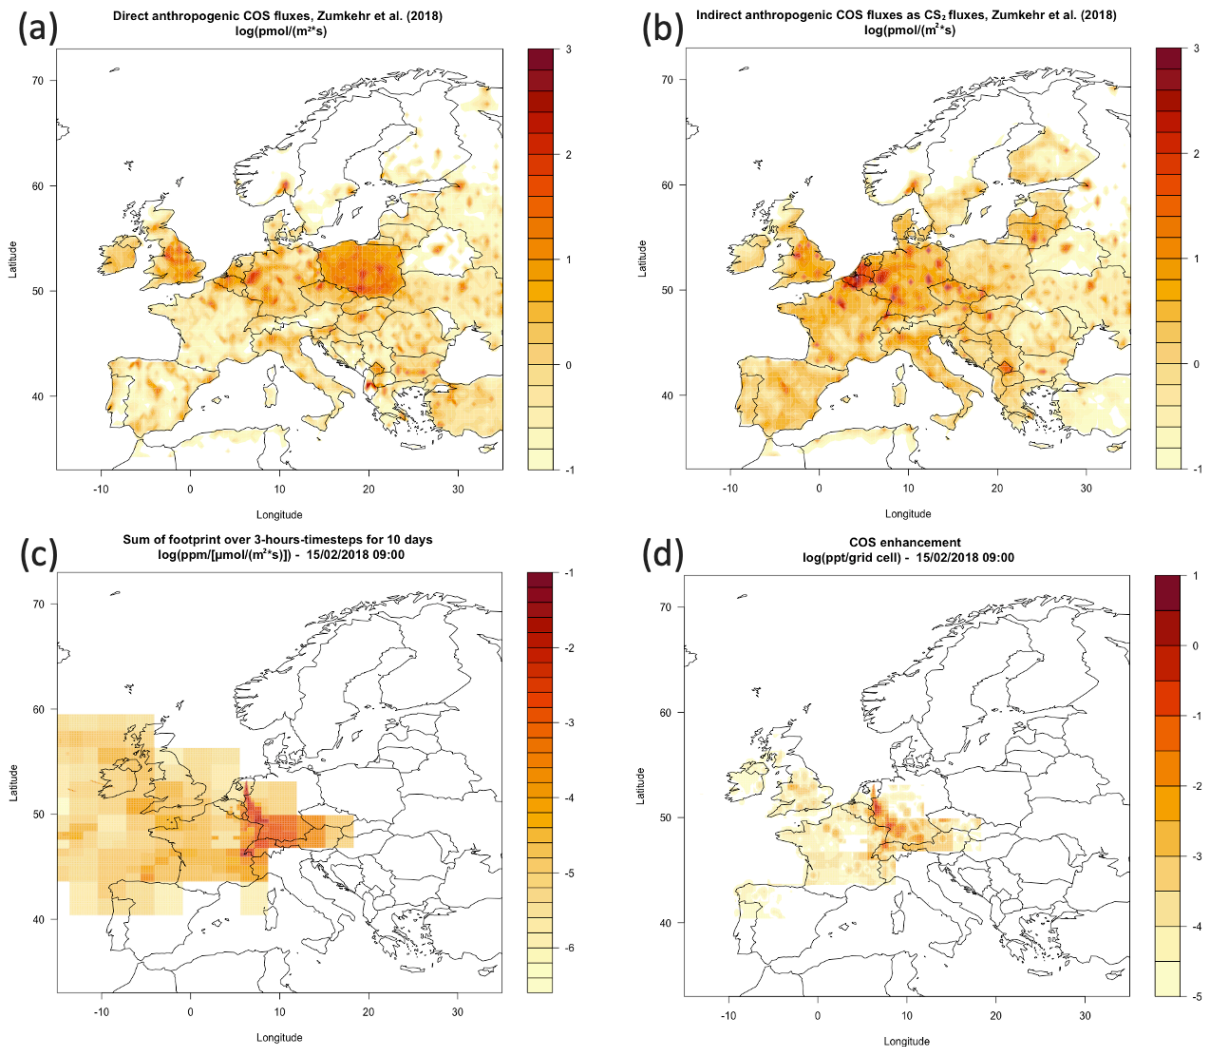 (a)
Direct anthropogenic COS fluxes, Zumkehr et al. (2018)
log(pmol/(m²*s)
70
60
50
40
Latitude
-10
0
10
20
30
Longitude
3
2
1
0
-1
(b)
Indirect anthropogenic COS fluxes as CS₂ fluxes, Zumkehr et al. (2018)
log(pmol/(m²*s)
70
60
50
40
Latitude
-10
0
10
20
30
Longitude
3
2
1
0
-1
(c)
Sum of footprint over 3-hours-timesteps for 10 days
log(ppm/[µmol/(m²*s)]) - 15/02/2018 09:00
70
60
50
40
Latitude
-10
0
10
20
30
Longitude
-1
-2
-3
-4
-5
-6
(d)
COS enhancement
log(ppt/grid cell) - 15/02/2018 09:00
70
60
50
40
Latitude
-10
0
10
20
30
Longitude
1
0
-1
-2
-3
-4
-5